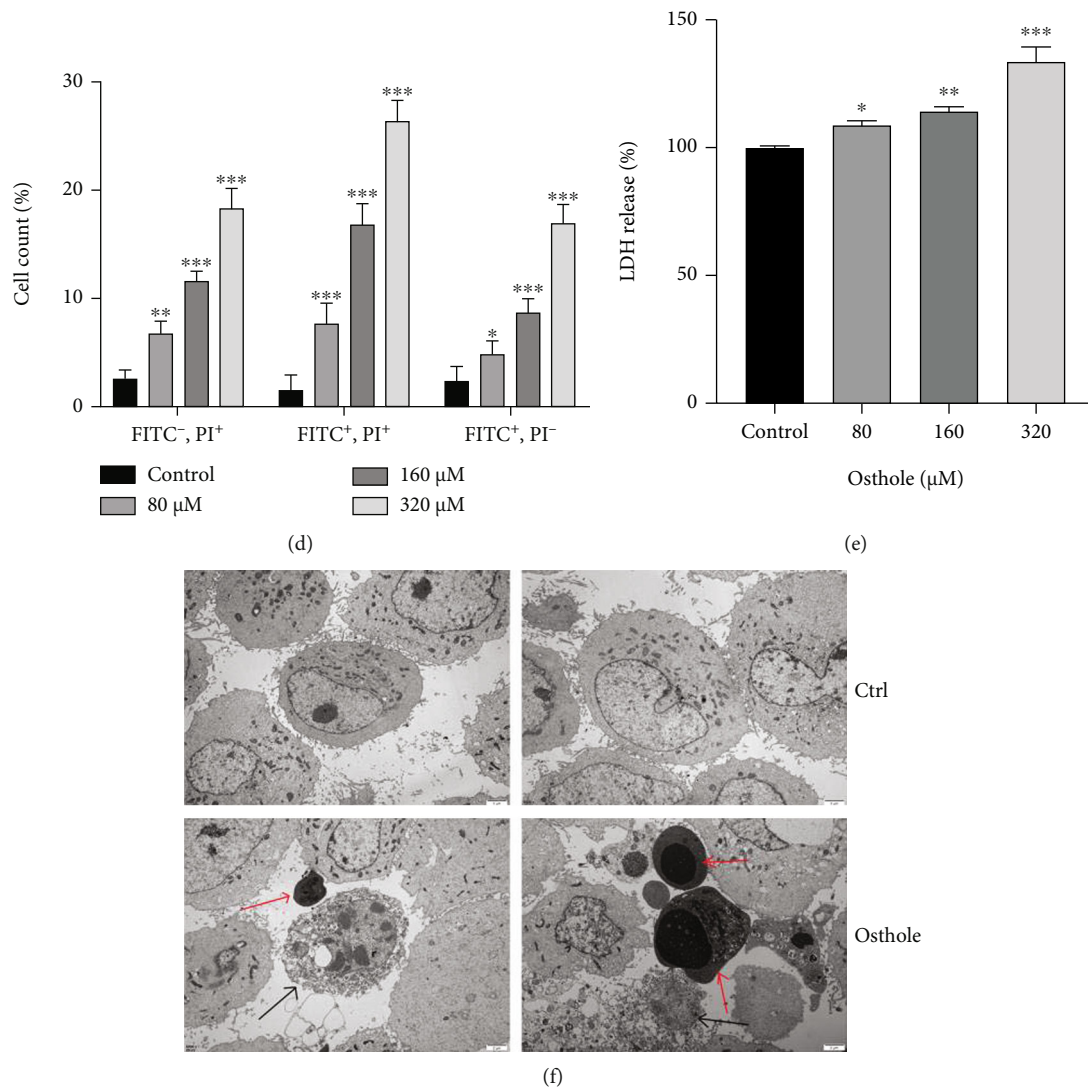 30
20
10
0
Cell count (%)
**
***
***
***
***
***
*
***
***
FITC⁻, PI⁺
FITC⁺, PI⁺
FITC⁺, PI⁻
Control
80 μM
160 μM
320 μM
(d)
150
100
50
0
LDH release (%)
*
**
***
Control
80
160
320
Osthole (μM)
(e)
Ctrl
Osthole
(f)